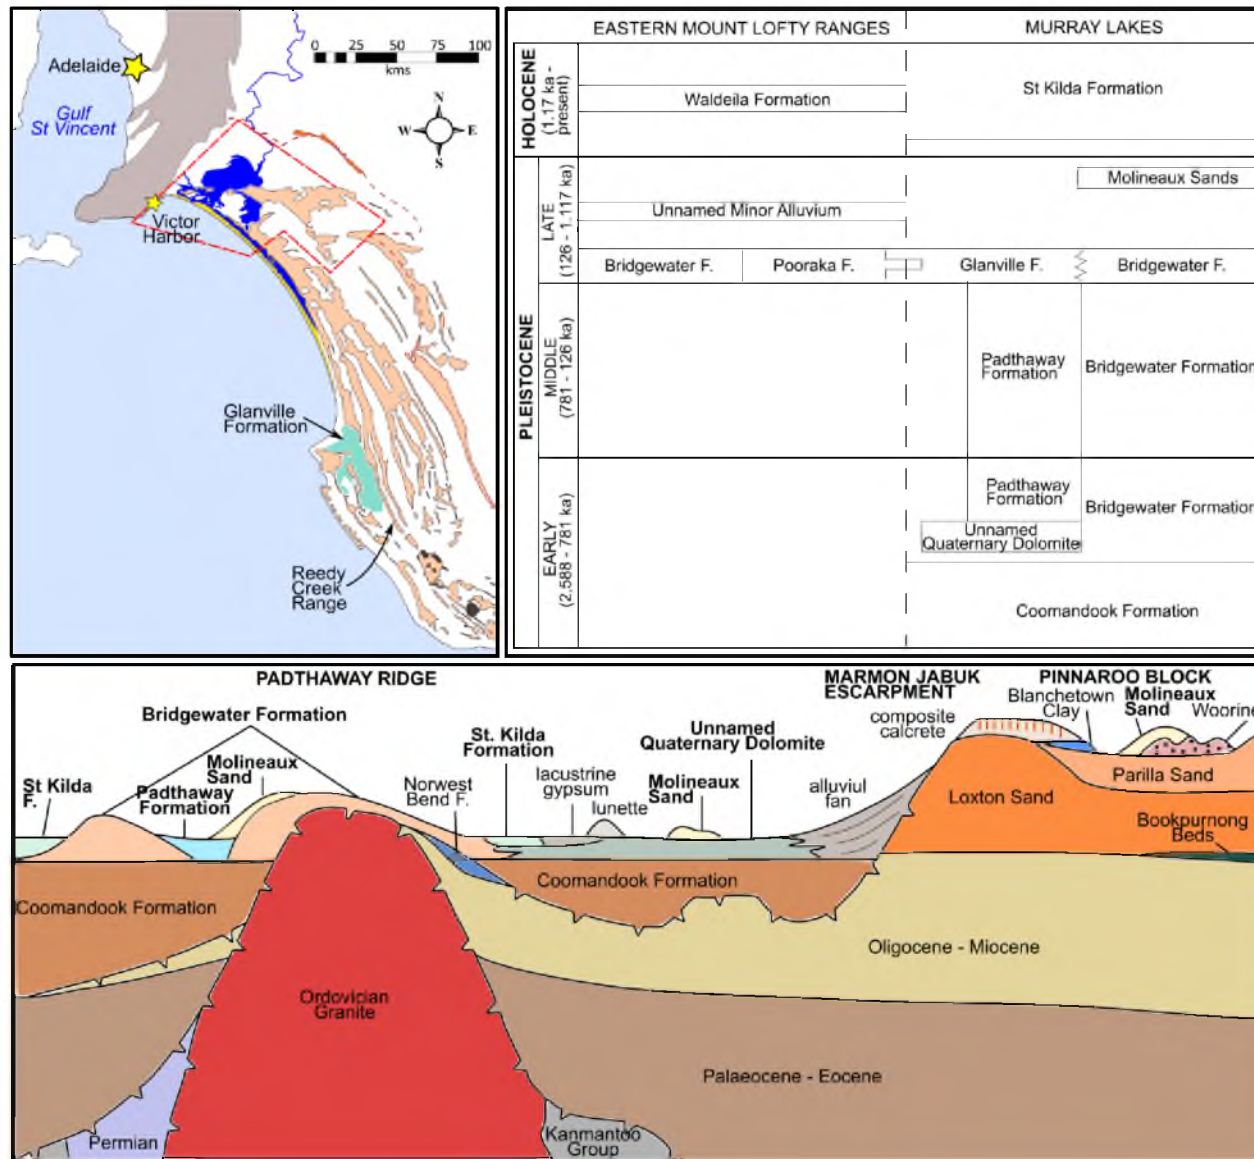 Adelaide
Gulf
St Vincent
0 25 50 75 100
kms
N
W E
S
Victor
Harbor
Glanville
Formation
Reedy
Creek
Range
EASTERN MOUNT LOFTY RANGES
MURRAY LAKES
HOLOCENE
(1.17 ka -
present)
Waldeila Formation
St Kilda Formation
PLEISTOCENE
LATE
(126 - 1.117 ka)
Molineaux Sands
Unnamed Minor Alluvium
Bridgewater F.
Pooraka F.
Glanville F.
Bridgewater F.
MIDDLE
(781 - 126 ka)
Padthaway
Formation
Bridgewater Formation
EARLY
(2.588 - 781 ka)
Padthaway
Formation
Bridgewater Formation
Unnamed
Quaternary Dolomite
Coomandook Formation
PADTHAWAY RIDGE
MARMON JABUK
ESCARPMENT
PINNAROO BLOCK
Bridgewater Formation
St Kilda
F.
Padthaway
Formation
Molineaux
Sand
Norwest
Bend F.
St. Kilda
Formation
lacustrine
gypsum
lunette
Molineaux
Sand
Unnamed
Quaternary Dolomite
alluviul
fan
composite
calcrete
Blanchetown
Clay
Molineaux
Sand
Woorine
Parilla Sand
Loxton Sand
Bookpurnong
Beds
Coomandook Formation
Coomandook Formation
Oligocene - Miocene
Ordovician
Granite
Palaeocene - Eocene
Permian
Kanmantoo
Group